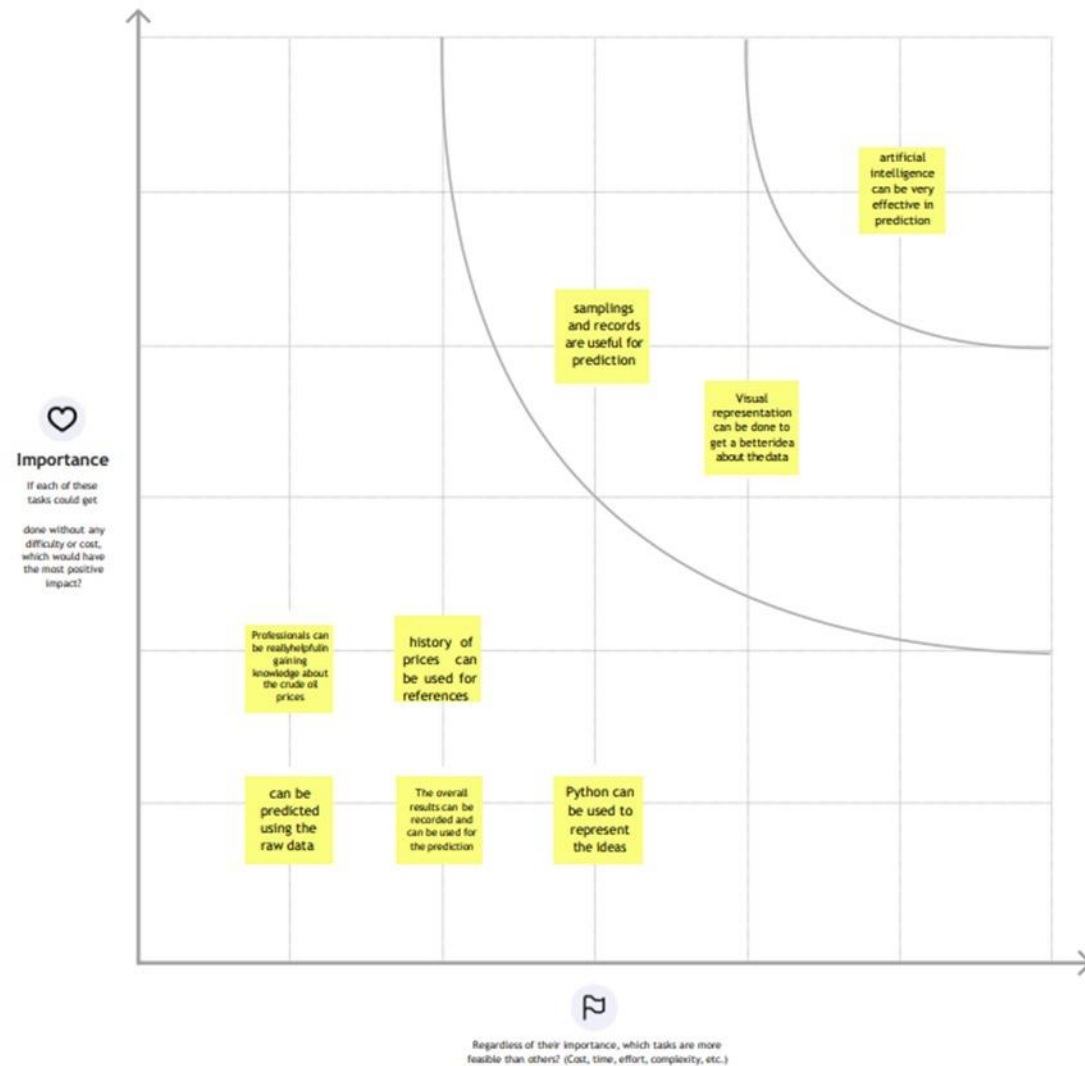 artificial
intelligence
can be very
effective in
prediction
samplings
and records
are useful for
prediction
Visual
representation
can be done to
get a betteridea
about thedata
Importance
If each of these
tasks could get
done without any
difficulty or cost,
which would have
the most positive
impact?
Professionals can
be reallyhelpfulin
gaining
knowledge about
the crude oil
prices
history of
prices can
be used for
references
can be
predicted
using the
raw data
The overall
results can be
recorded and
can be used for
the prediction
Python can
be used to
represent
the ideas
Regardless of their importance, which tasks are more
feasible than others? (Cost, time, effort, complexity, etc.)